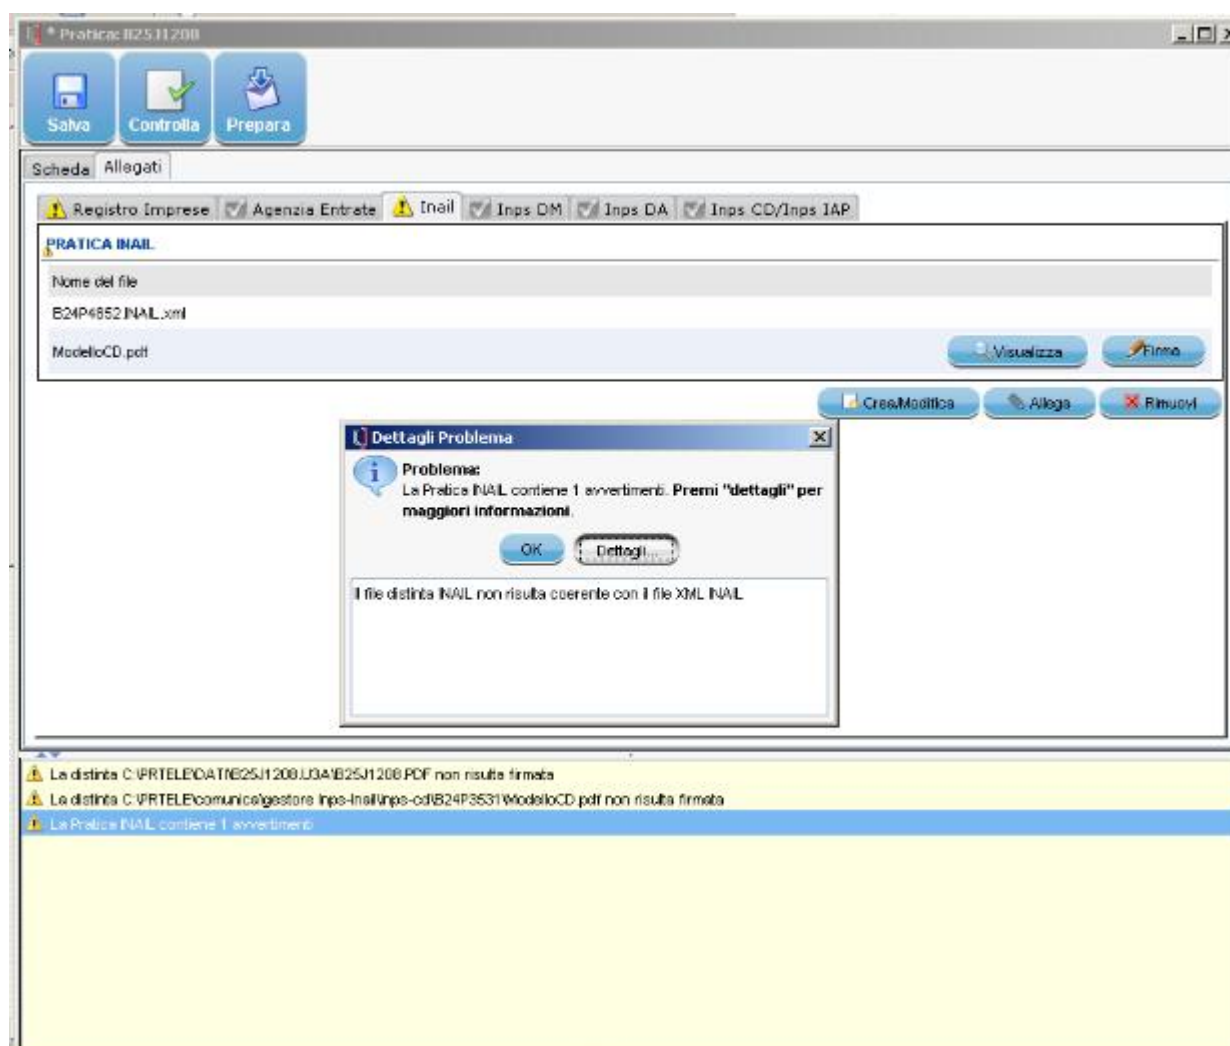 * Pratica: B25J1208
Salva Controlla Prepara
Scheda Allegati
Registro Imprese Agenzia Entrate Inail Inps DM Inps DA Inps CD/Inps IAP
PRATICA INAIL
Nome del file
B24P4852.INAIL.xml
ModelloCD.pdf Visualizza Firma
Crea/Modifica Allega Rimuovi
Dettagli Problema
Problema:
La Pratica INAIL contiene 1 avvertimenti. Premi "dettagli" per
maggiori informazioni.
OK Dettagli...
Il file distinta INAIL non risulta coerente con il file XML INAIL
La distinta C:\PRTELE\DATI\B25J1208.U3A\B25J1208.PDF non risulta firmata
La distinta C:\PRTELE\comunica\gestore inps-inail\inps-cd\B24P3531\ModelloCD.pdf non risulta firmata
La Pratica INAIL contiene 1 avvertimenti